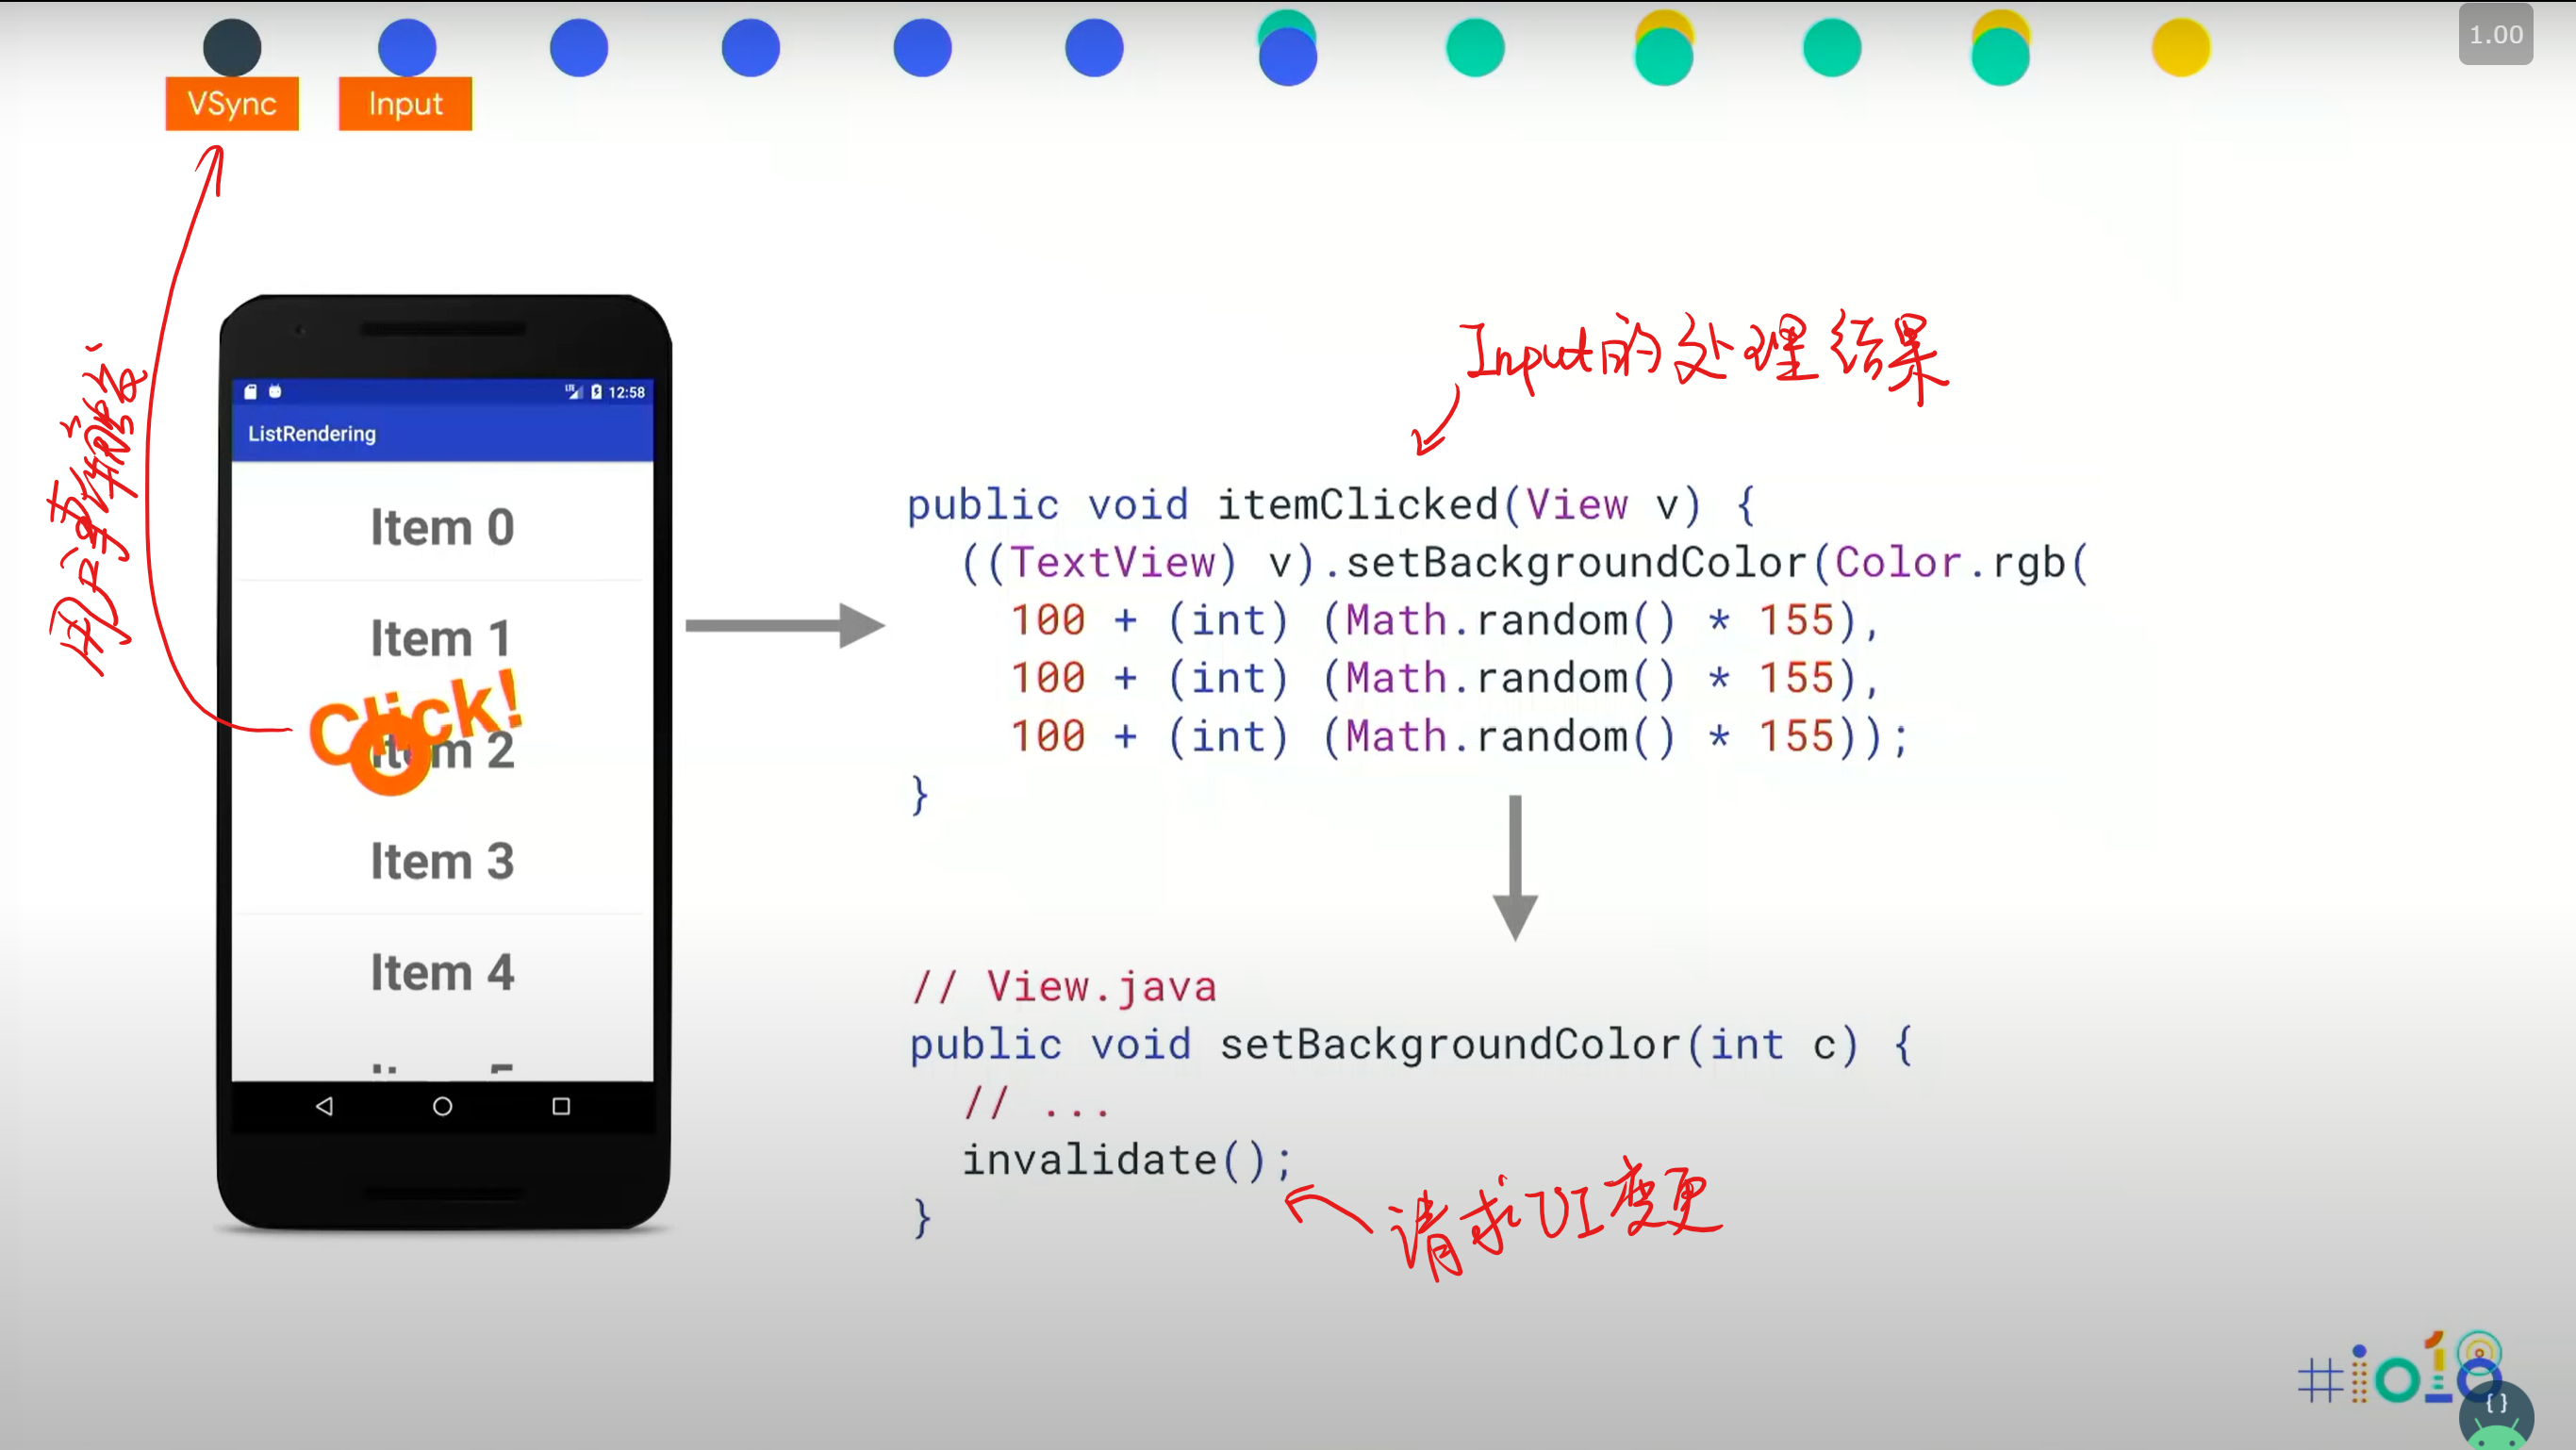 1.00
VSync
Input
用户事件触发
12:58
ListRendering
Item 0
Item 1
Click!
Item 2
Item 3
Item 4
Input的处理结果
public void itemClicked(View v) {
((TextView) v).setBackgroundColor(Color.rgb(
100 + (int) (Math.random() * 155),
100 + (int) (Math.random() * 155),
100 + (int) (Math.random() * 155));
}
// View.java
public void setBackgroundColor(int c) {
// ...
invalidate();
}
请求UI变更
#io18
{ }